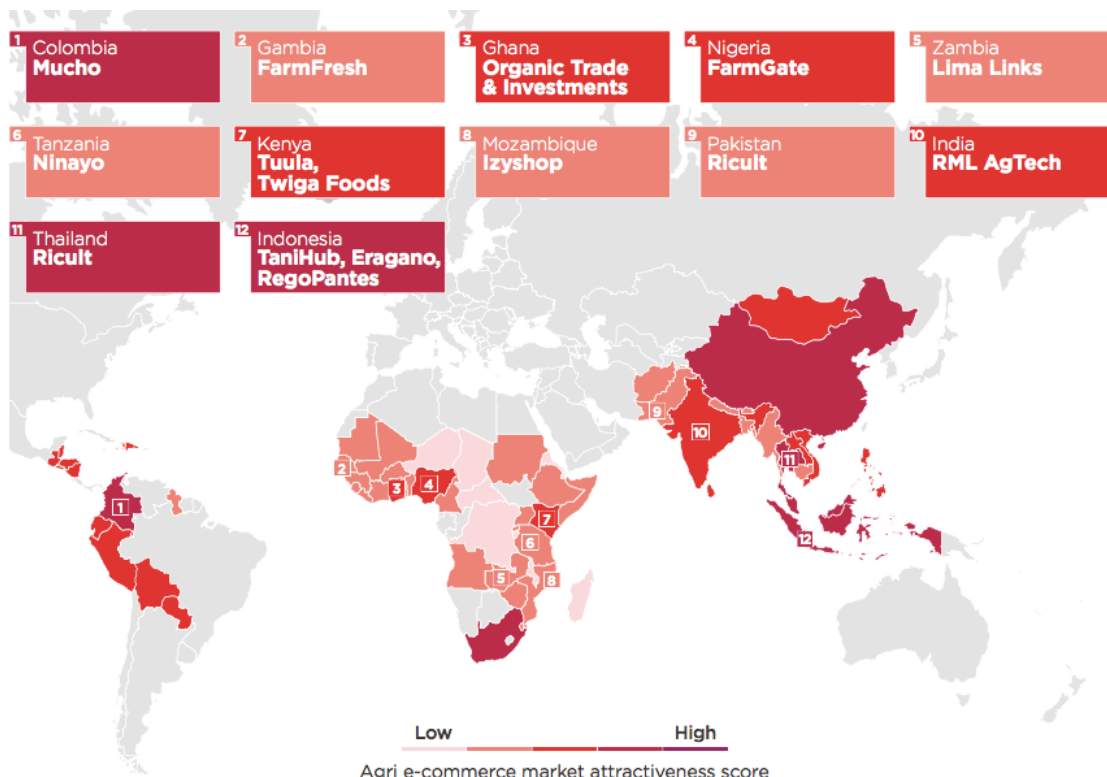 1
Colombia
Mucho
2
Gambia
FarmFresh
3
Ghana
Organic Trade
& Investments
4
Nigeria
FarmGate
5
Zambia
Lima Links
6
Tanzania
Ninayo
7
Kenya
Tuula,
Twiga Foods
8
Mozambique
Izyshop
9
Pakistan
Ricult
10
India
RML AgTech
11
Thailand
Ricult
12
Indonesia
TaniHub, Eragano,
RegoPantes
9
10
2
3
4
11
1
7
12
6
5
8
Low High
Agri e-commerce market attractiveness score